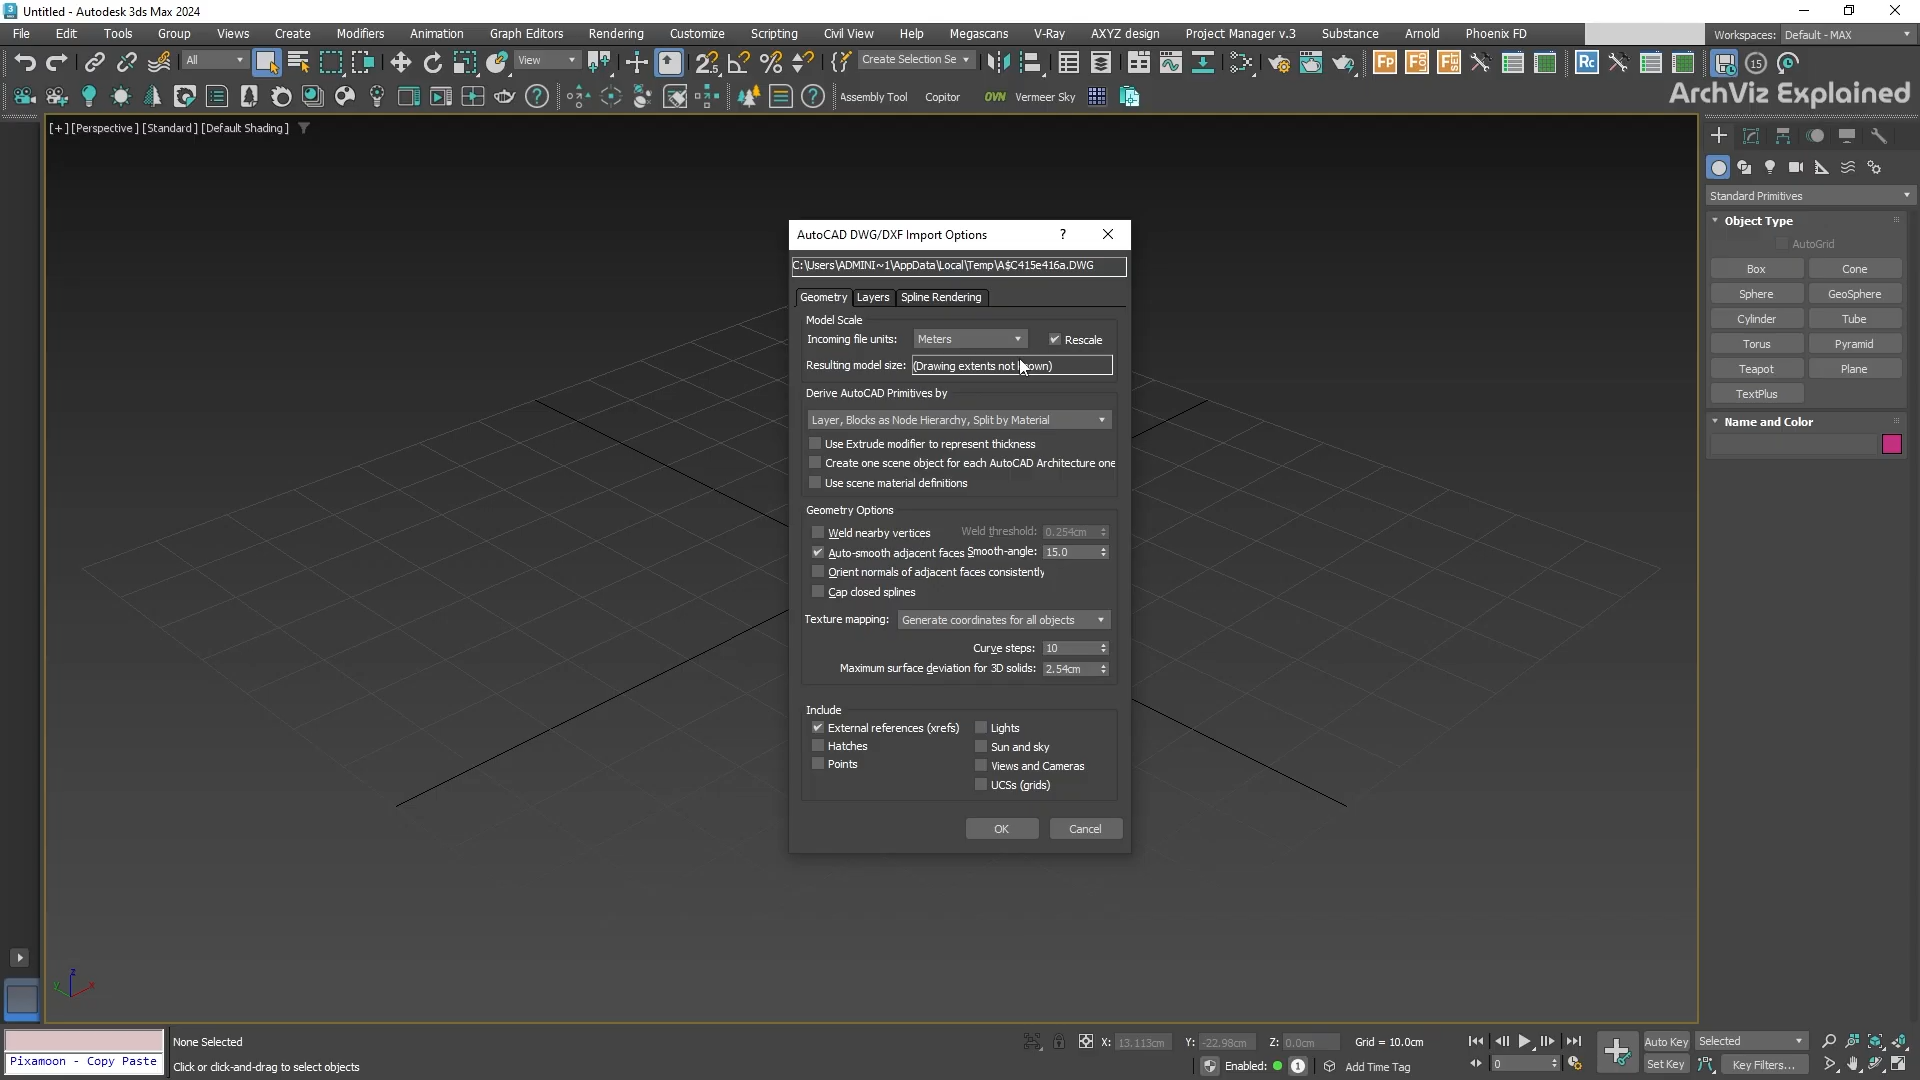 Untitled - Autodesk 3ds Max 2024
File Edit Tools Group Views Create Modifiers Animation Graph Editors Rendering Customize Scripting Civil View Help Megascans V-Ray AXYZ design Project Manager v.3 Substance Arnold Phoenix FD Workspaces: Default - MAX
All View Create Selection Se 15
Assembly Tool Copitor OVN Vermeer Sky
ArchViz Explained
[+] [Perspective] [Standard] [Default Shading]
Standard Primitives
Object Type
AutoGrid
Box Cone
Sphere GeoSphere
Cylinder Tube
Torus Pyramid
Teapot Plane
TextPlus
Name and Color
AutoCAD DWG/DXF Import Options ?
C:\Users\ADMINI~1\AppData\Local\Temp\A$C415e416a.DWG
Geometry Layers Spline Rendering
Model Scale
Incoming file units: Meters Rescale
Resulting model size: (Drawing extents not known)
Derive AutoCAD Primitives by
Layer, Blocks as Node Hierarchy, Split by Material
Use Extrude modifier to represent thickness
Create one scene object for each AutoCAD Architecture one
Use scene material definitions
Geometry Options
Weld nearby vertices Weld threshold: 0.254cm
Auto-smooth adjacent faces Smooth-angle: 15.0
Orient normals of adjacent faces consistently
Cap closed splines
Texture mapping: Generate coordinates for all objects
Curve steps: 10
Maximum surface deviation for 3D solids: 2.54cm
Include
External references (xrefs) Lights
Hatches Sun and sky
Points Views and Cameras
UCSs (grids)
OK Cancel
z
y x
None Selected X: 13.113cm Y: -22.98cm Z: 0.0cm Grid = 10.0cm Auto Key Selected
Pixamoon - Copy Paste Click or click-and-drag to select objects Enabled: 1 Add Time Tag 0 Set Key Key Filters...